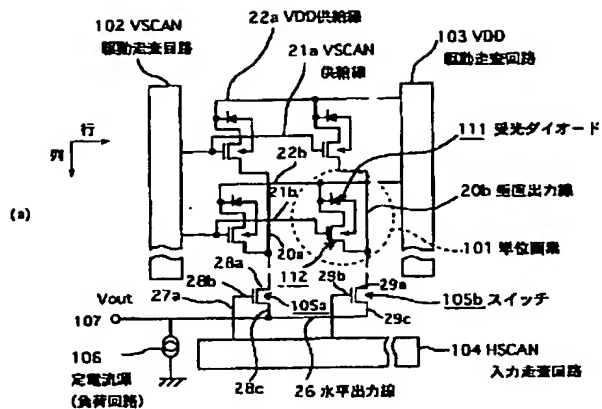 102 VSCAN
駆動走査回路
22a VDD供給線
21a VSCAN
供給線
103 VDD
駆動走査回路
行
列
(a)
111 受光ダイオード
22b
21b
20b 垂直出力線
20a
101 単位画素
112
28a
28b
27a
105a
29a
29b
29c
105b スイッチ
Vout
107
106
定電流源
(負荷回路)
28c
26 水平出力線
104 HSCAN
入力走査回路